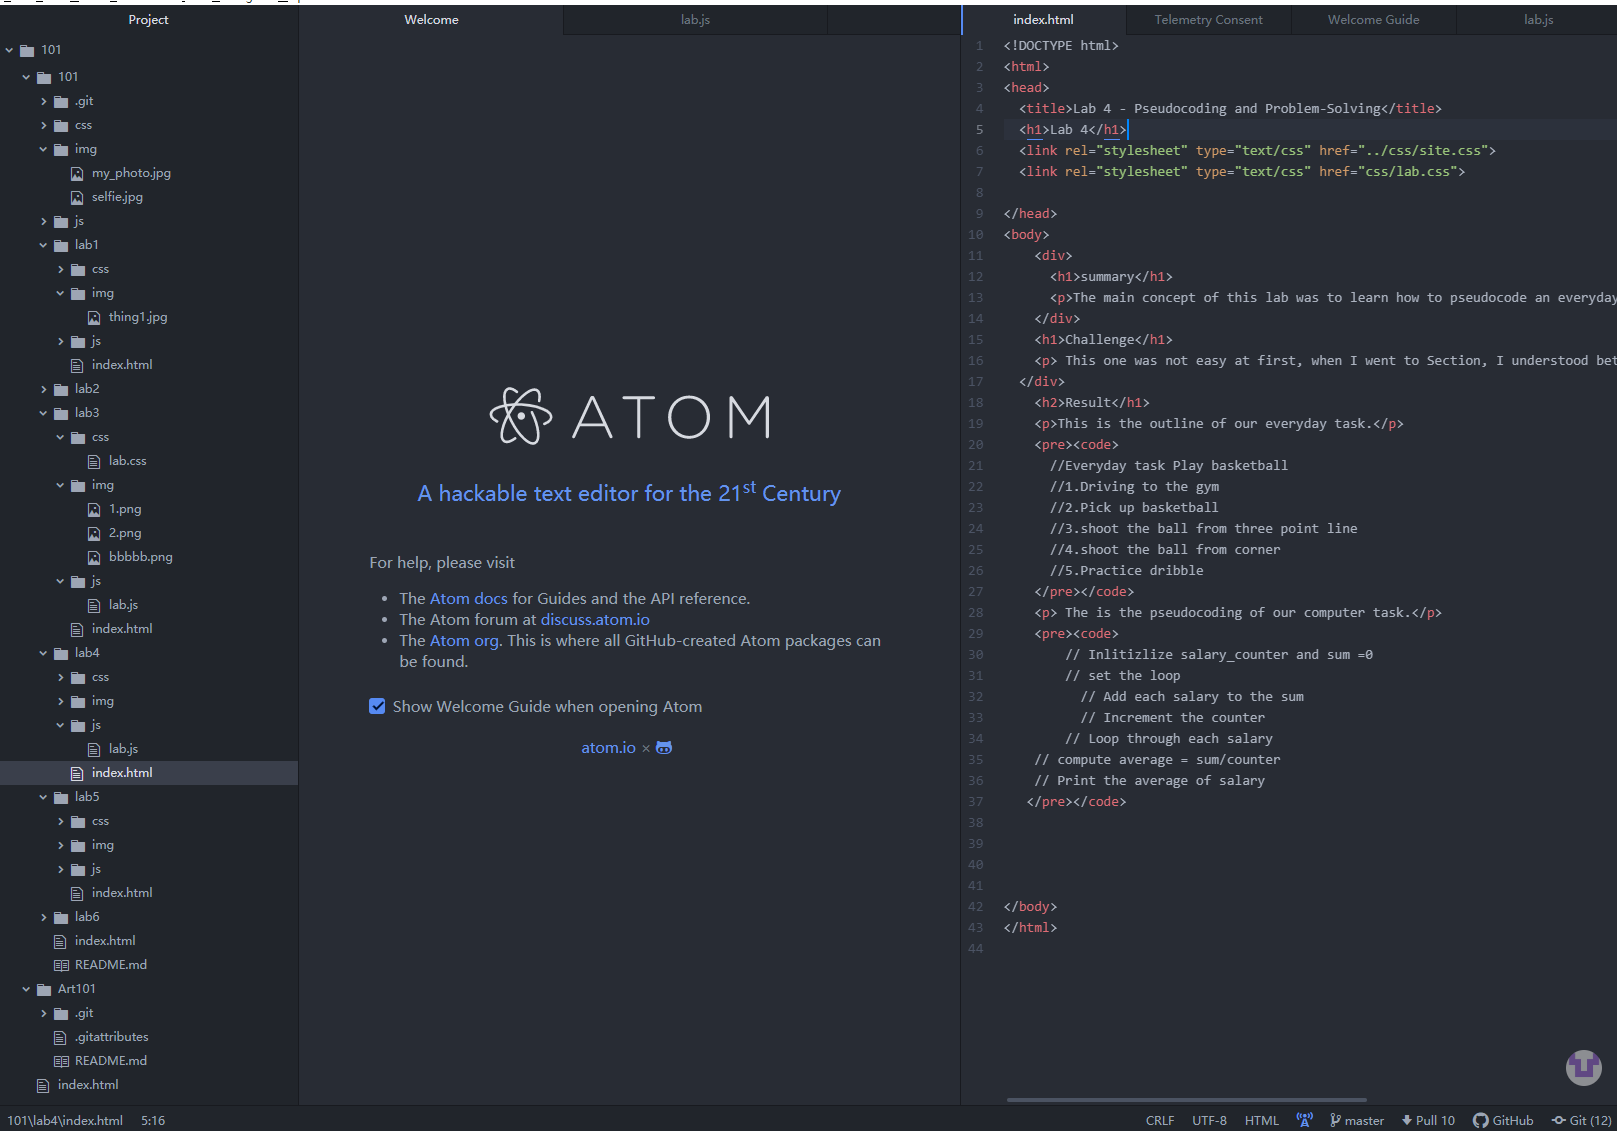 Project
101
101
.git
css
img
my_photo.jpg
selfie.jpg
js
lab1
css
img
thing1.jpg
js
index.html
lab2
lab3
css
lab.css
img
1.png
2.png
bbbbb.png
js
lab.js
index.html
lab4
css
img
js
lab.js
index.html
lab5
css
img
js
index.html
lab6
index.html
README.md
Art101
.git
.gitattributes
README.md
index.html
Welcome
lab.js
ATOM
A hackable text editor for the 21st Century
For help, please visit
• The Atom docs for Guides and the API reference.
• The Atom forum at discuss.atom.io
• The Atom org. This is where all GitHub-created Atom packages can
be found.
Show Welcome Guide when opening Atom
atom.io ×
index.html
Telemetry Consent
Welcome Guide
lab.js
1 <!DOCTYPE html>
2 <html>
3 <head>
4 <title>Lab 4 - Pseudocoding and Problem-Solving</title>
5 <h1>Lab 4</h1>
6 <link rel="stylesheet" type="text/css" href="../css/site.css">
7 <link rel="stylesheet" type="text/css" href="css/lab.css">
8
9 </head>
10 <body>
11 <div>
12 <h1>summary</h1>
13 <p>The main concept of this lab was to learn how to pseudocode an everyday
14 </div>
15 <h1>Challenge</h1>
16 <p> This one was not easy at first, when I went to Section, I understood bet
17 </div>
18 <h2>Result</h1>
19 <p>This is the outline of our everyday task.</p>
20 <pre><code>
21 //Everyday task Play basketball
22 //1.Driving to the gym
23 //2.Pick up basketball
24 //3.shoot the ball from three point line
25 //4.shoot the ball from corner
26 //5.Practice dribble
27 </pre></code>
28 <p> The is the pseudocoding of our computer task.</p>
29 <pre><code>
30 // Inlitizlize salary_counter and sum =0
31 // set the loop
32 // Add each salary to the sum
33 // Increment the counter
34 // Loop through each salary
35 // compute average = sum/counter
36 // Print the average of salary
37 </pre></code>
38
39
40
41
42 </body>
43 </html>
44
101\lab4\index.html 5:16
CRLF UTF-8 HTML master Pull 10 GitHub Git (12)